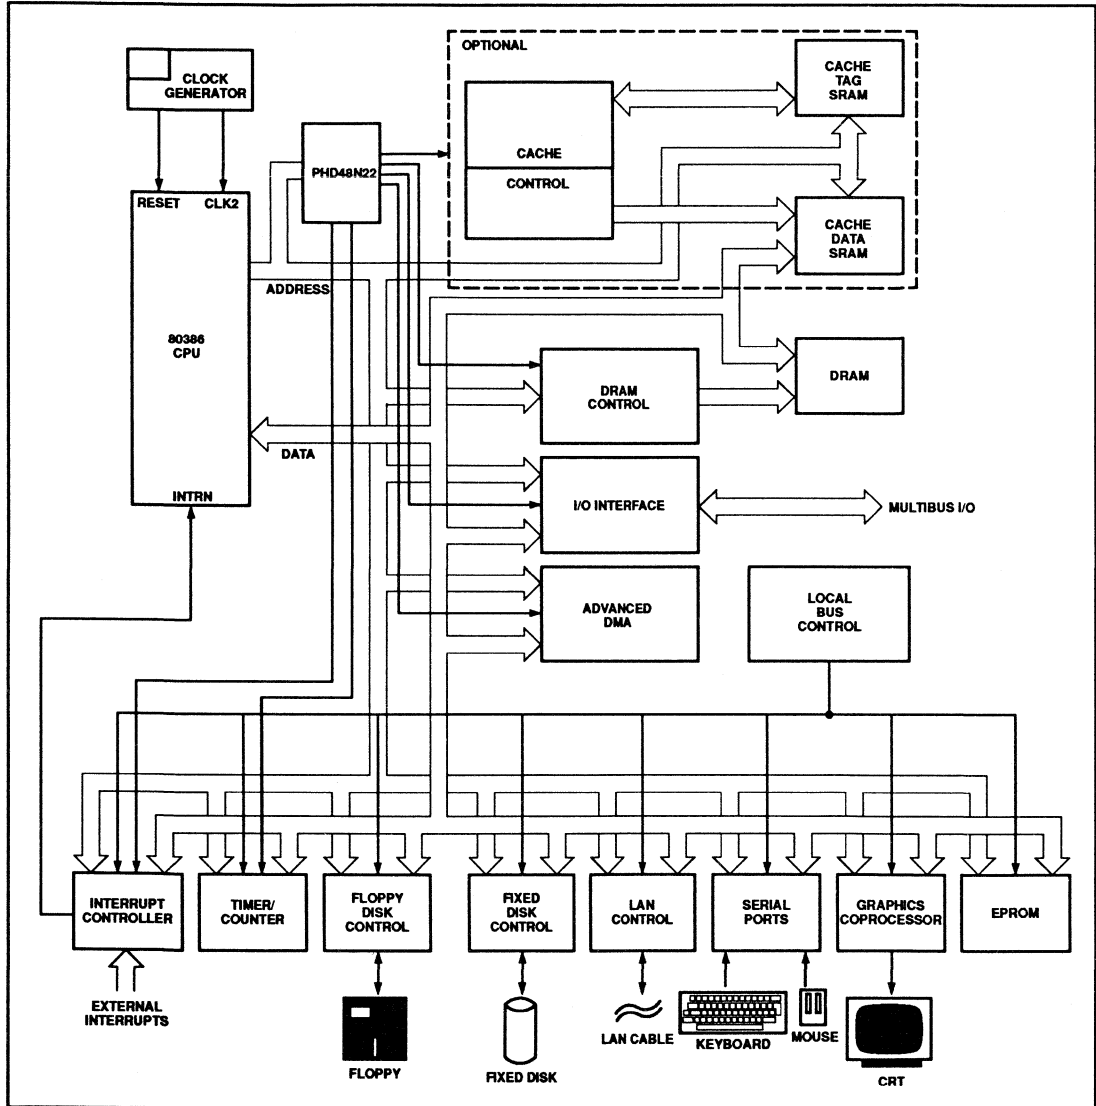 OPTIONAL
CLOCK
GENERATOR
CACHE
TAG
SRAM
PHD48N22
CACHE
CONTROL
RESET
CLK2
CACHE
DATA
SRAM
ADDRESS
80386
CPU
DRAM
CONTROL
DRAM
DATA
INTRN
I/O INTERFACE
MULTIBUS I/O
ADVANCED
DMA
LOCAL
BUS
CONTROL
INTERRUPT
CONTROLLER
TIMER/
COUNTER
FLOPPY
DISK
CONTROL
FIXED
DISK
CONTROL
LAN
CONTROL
SERIAL
PORTS
GRAPHICS
COPROCESSOR
EPROM
EXTERNAL
INTERRUPTS
FLOPPY
FIXED DISK
LAN CABLE
KEYBOARD
MOUSE
CRT